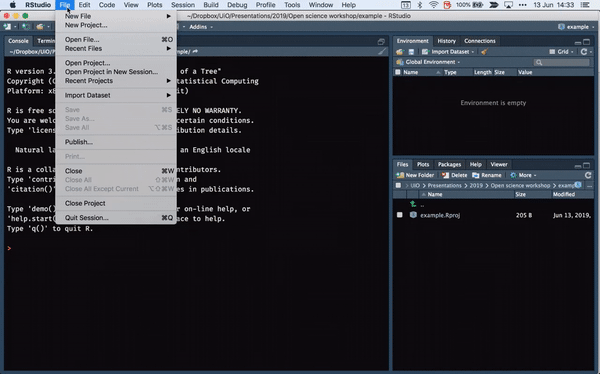 RStudio File Edit Code View Plots Session Build Debug Profile Tools Window Help 13 100% 13 Jun 14:33
~/Dropbox/UiO/Presentations/2019/Open science workshop/example - RStudio
Addins
example
New File
New Project...
Open File... ⌘O
Recent Files
Open Project...
Open Project in New Session...
Recent Projects
Import Dataset
Save ⌘S
Save As...
Save All ⌥⌘S
Publish...
Print...
Close ⌘W
Close All ⇧⌘W
Close All Except Current ⌥⇧⌘W
Close Project
Quit Session... ⌘Q
Console Termin
~/Dropbox/UiO/P ample/
R version 3. of a Tree"
Copyright (C tatistical Computing
Platform: x8 it)
R is free so ELY NO WARRANTY.
You are welc ertain conditions.
Type 'licens ribution details.
Natural la an English locale
R is a colla tributors.
Type 'contri on and
'citation()' es in publications.
Type 'demo() r on-line help, or
'help.start( ace to help.
Type 'q()' to quit R.
>
Environment History Connections
Import Dataset Grid
Global Environment
Name Type Length Size Value
Environment is empty
Files Plots Packages Help Viewer
New Folder Delete Rename More
UiO Presentations 2019 Open science workshop example
Name Size Modified
..
example.Rproj 205 B Jun 13, 2019,